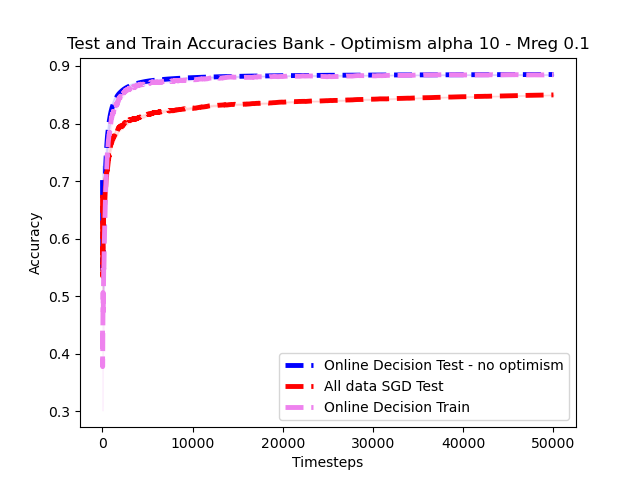 Test and Train Accuracies Bank - Optimism alpha 10 - Mreg 0.1
0.9
0.8
0.7
0.6
0.5
0.4
0.3
Accuracy
Online Decision Test - no optimism
All data SGD Test
Online Decision Train
0 10000 20000 30000 40000 50000
Timesteps